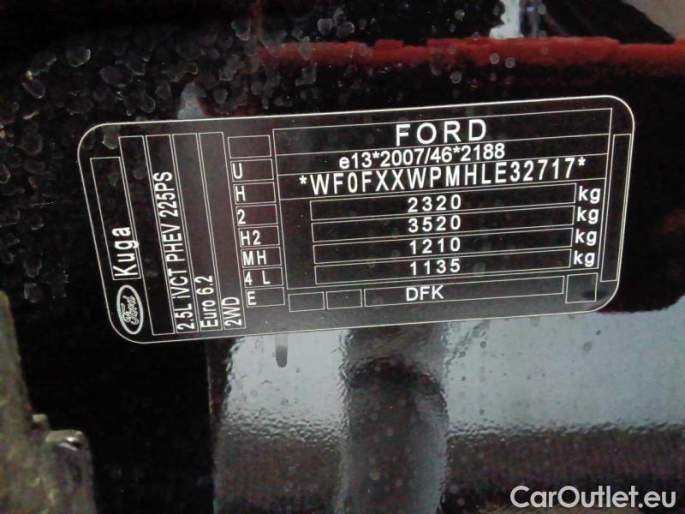 FORD
e13*2007/46*2188
*WF0FXXWPMHLE32717*
2320 kg
3520 kg
1210 kg
1135
DFK
U
H
2
H2
MH
4 L
E
2WD
Euro 6.2
2.5L iVCT PHEV 225PS
Kuga
Ford
CarOutlet.eu